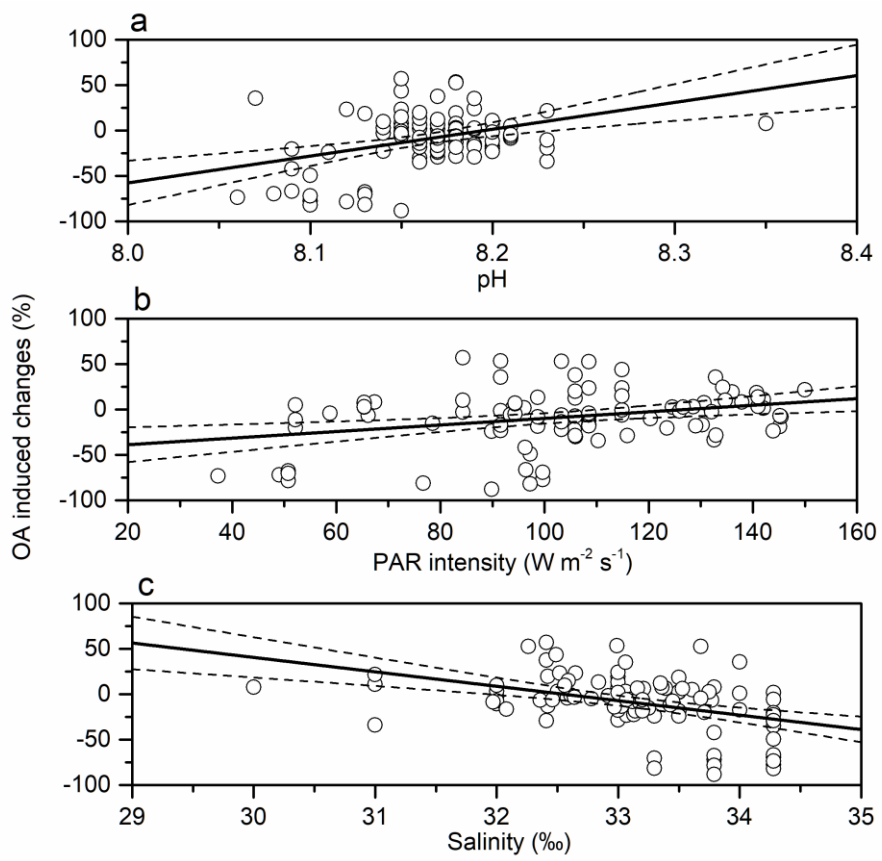 a
100
50
0
-50
-100
8.0 8.1 8.2 8.3 8.4
pH
b
100
50
0
-50
-100
20 40 60 80 100 120 140 160
PAR intensity (W m⁻² s⁻¹)
OA induced changes (%)
c
100
50
0
-50
-100
29 30 31 32 33 34 35
Salinity (‰)